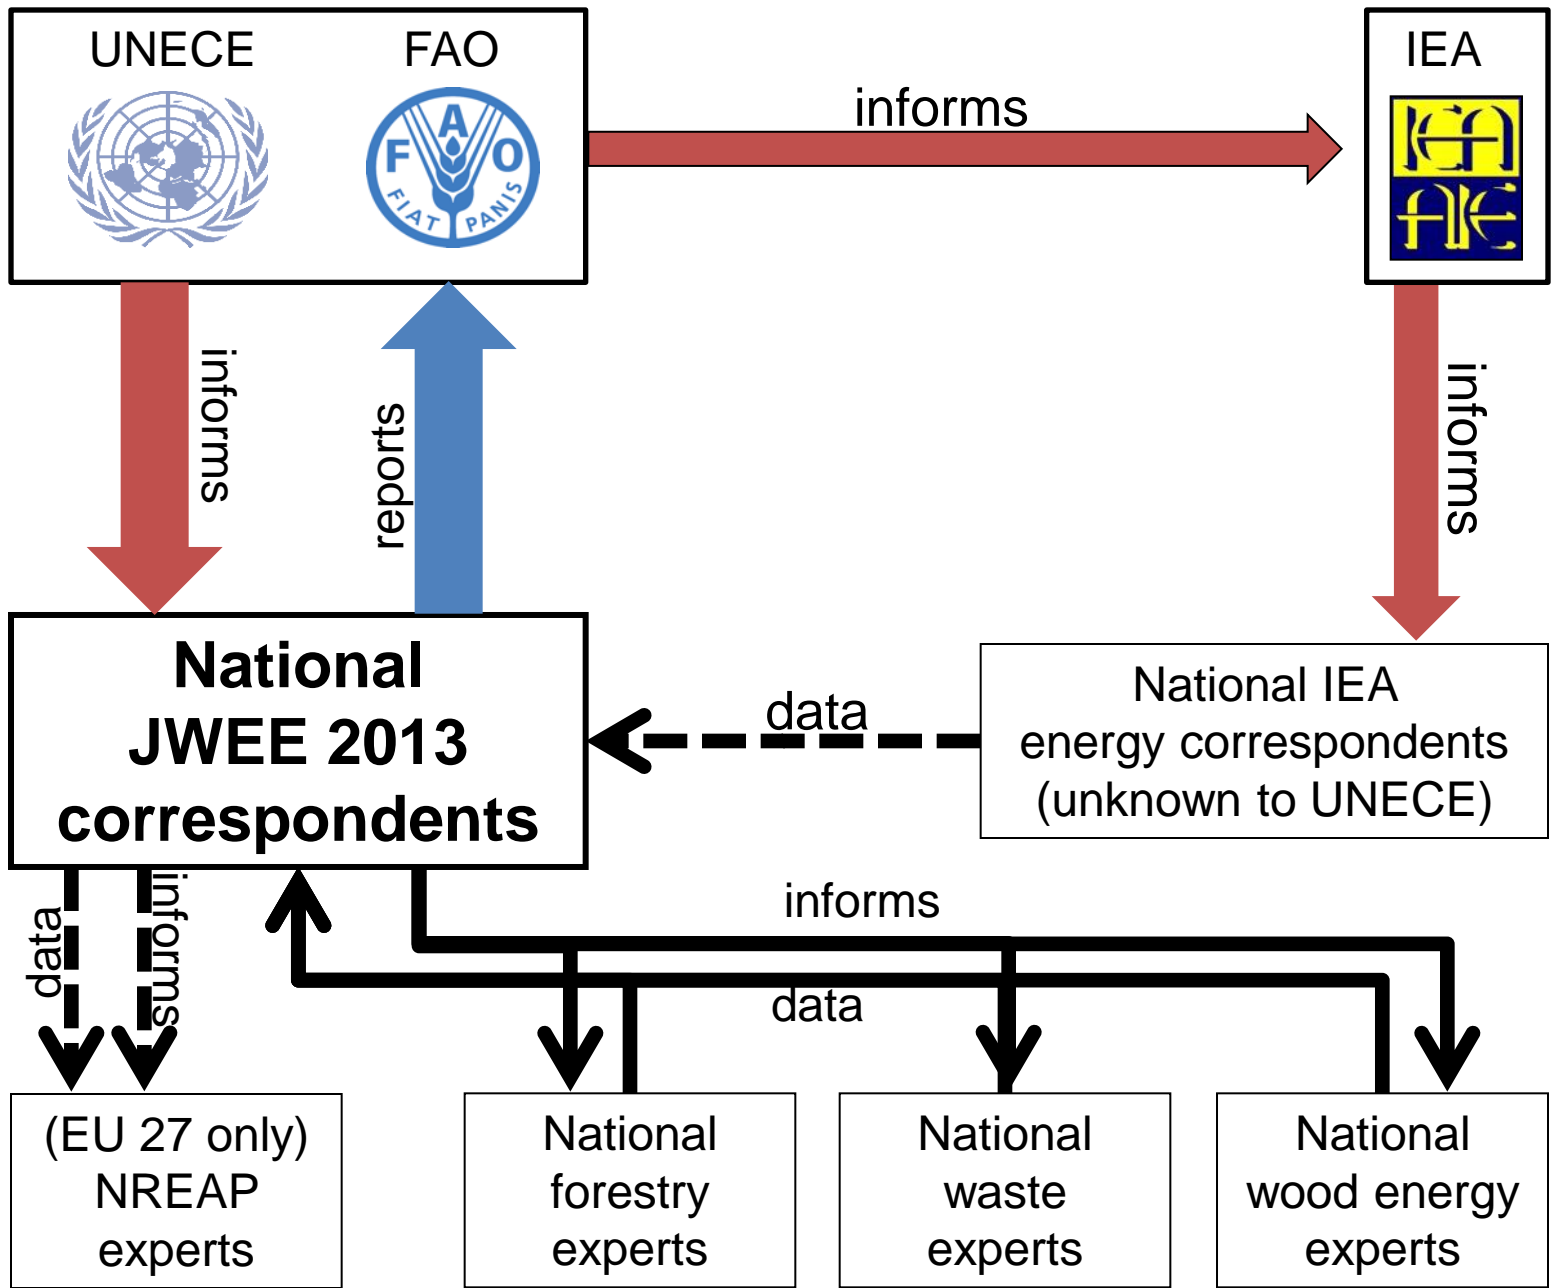 UNECE
FAO
F A O
FIAT PANIS
informs
IEA
IEA
AIE
informs
reports
informs
National
JWEE 2013
correspondents
data
National IEA
energy correspondents
(unknown to UNECE)
data
informs
informs
data
(EU 27 only)
NREAP
experts
National
forestry
experts
National
waste
experts
National
wood energy
experts